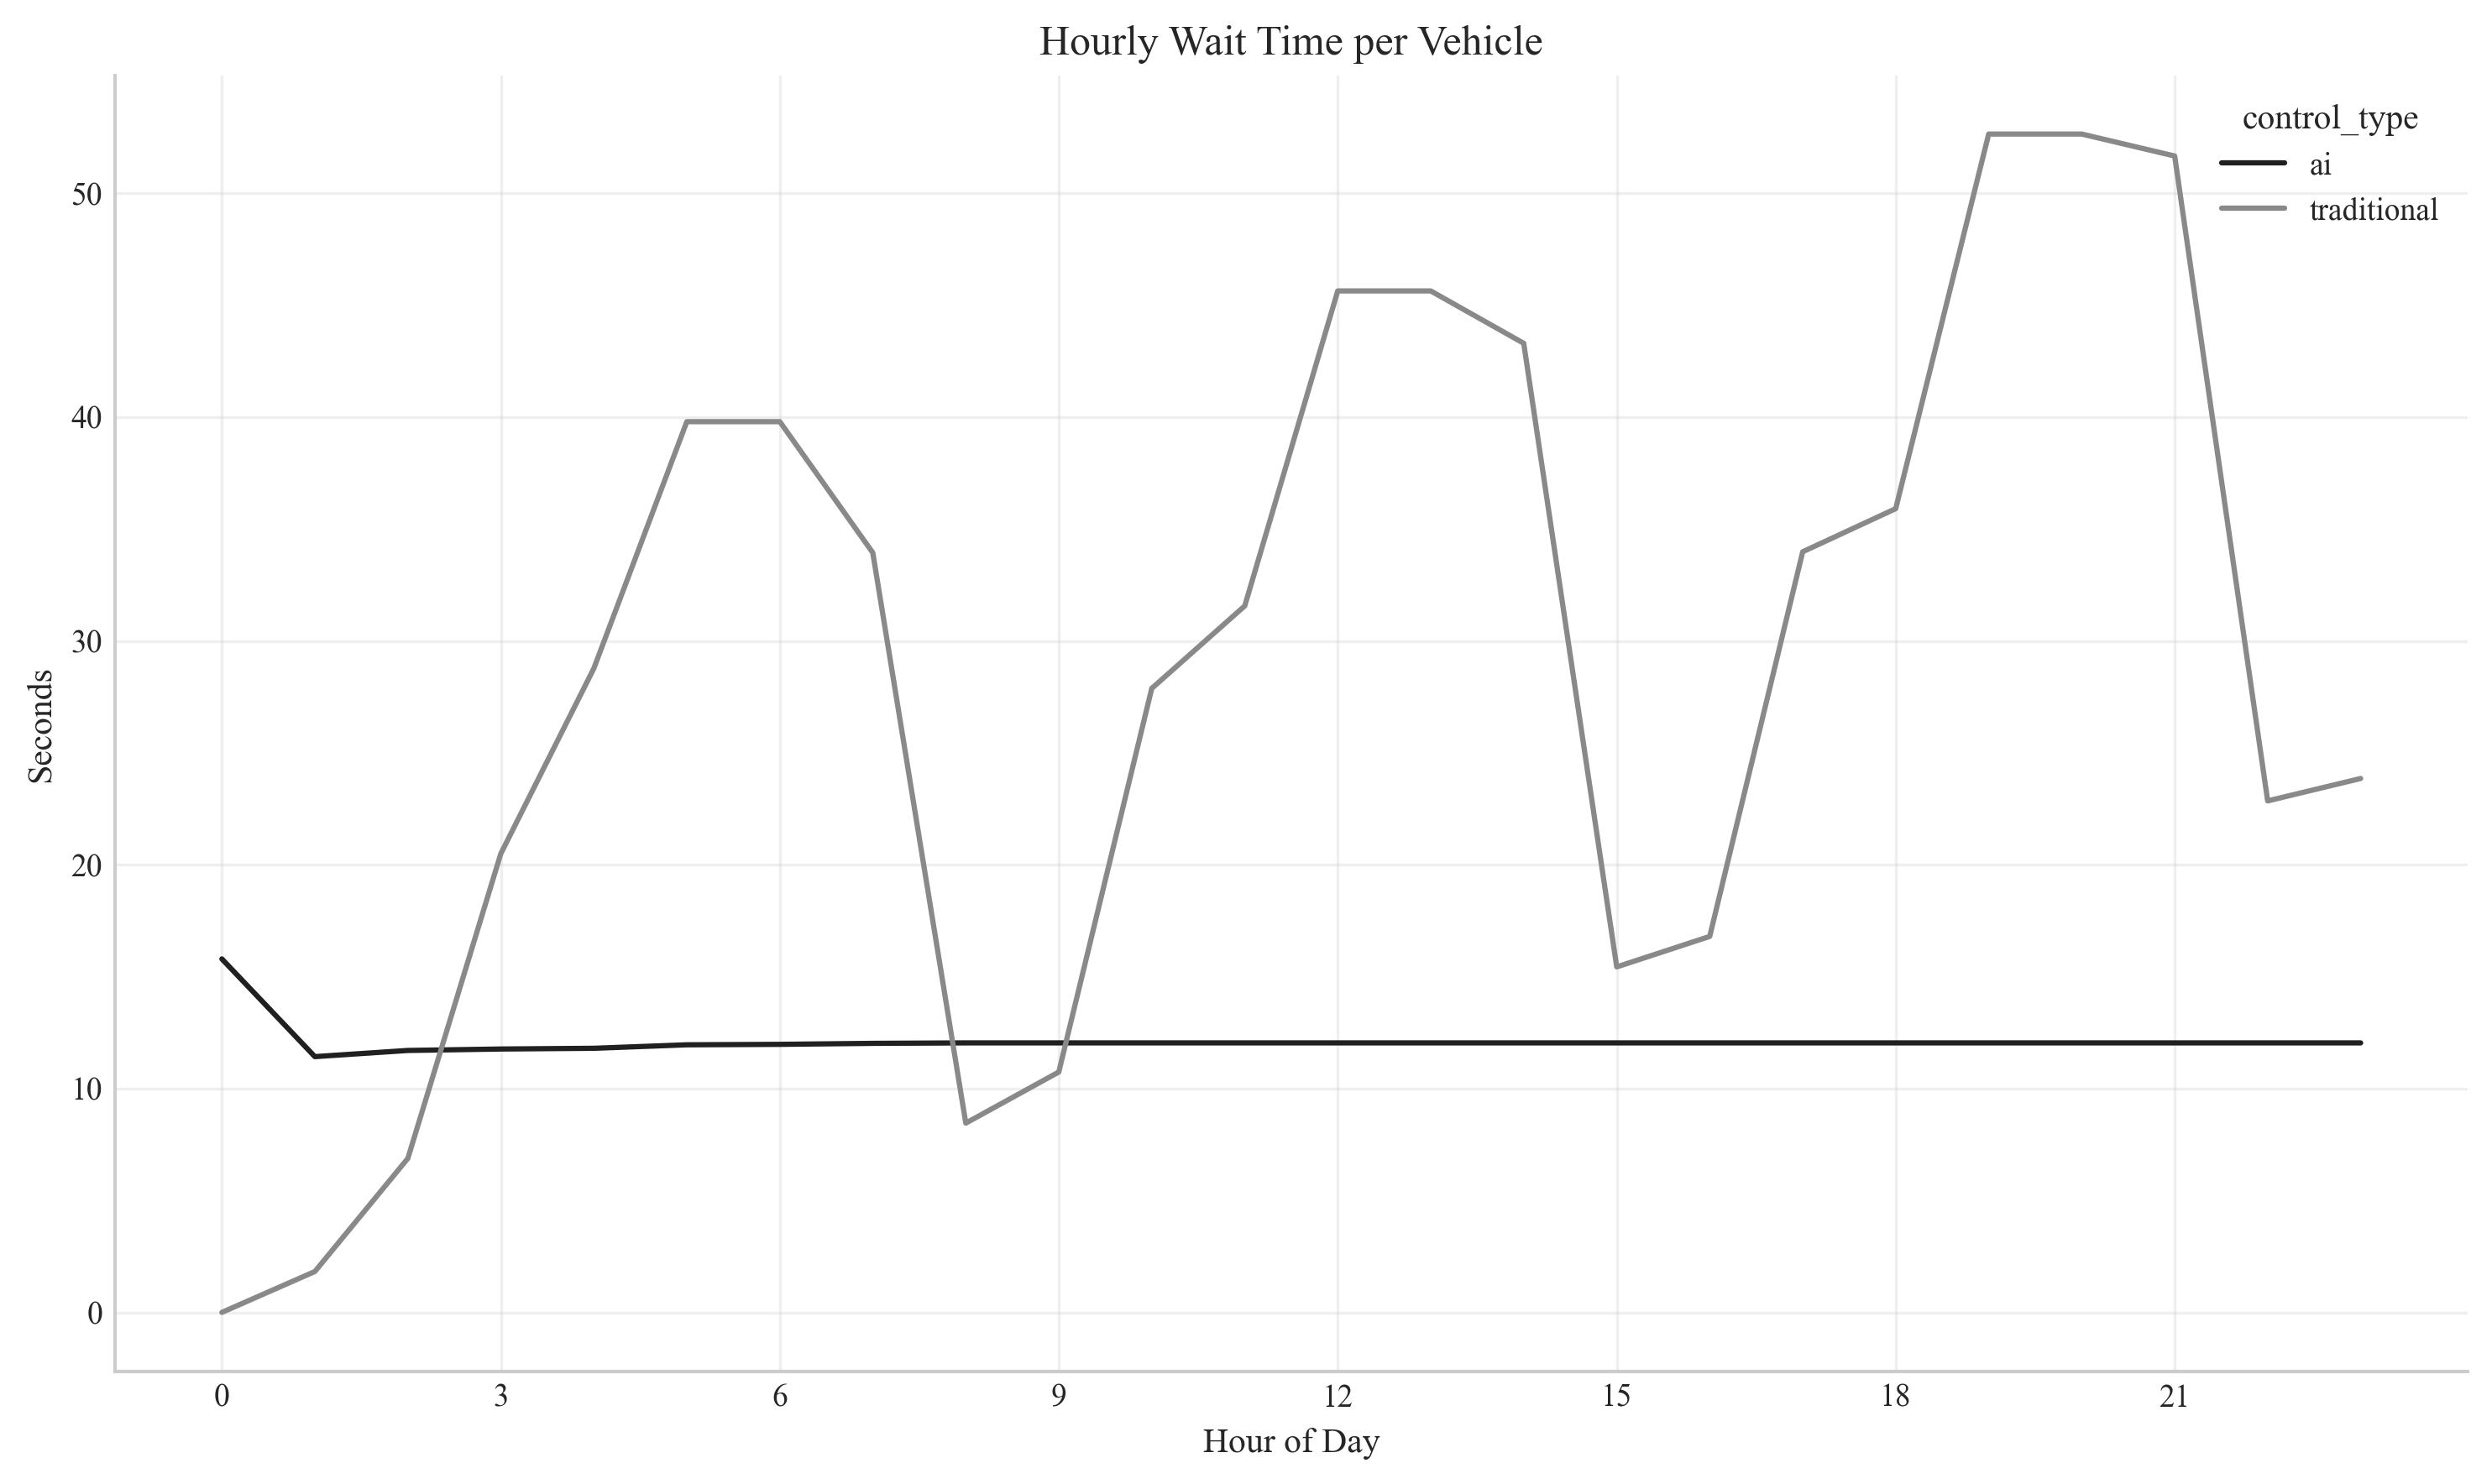 Hourly Wait Time per Vehicle
control_type
ai
traditional
50
40
30
20
10
0
Seconds
0 3 6 9 12 15 18 21
Hour of Day